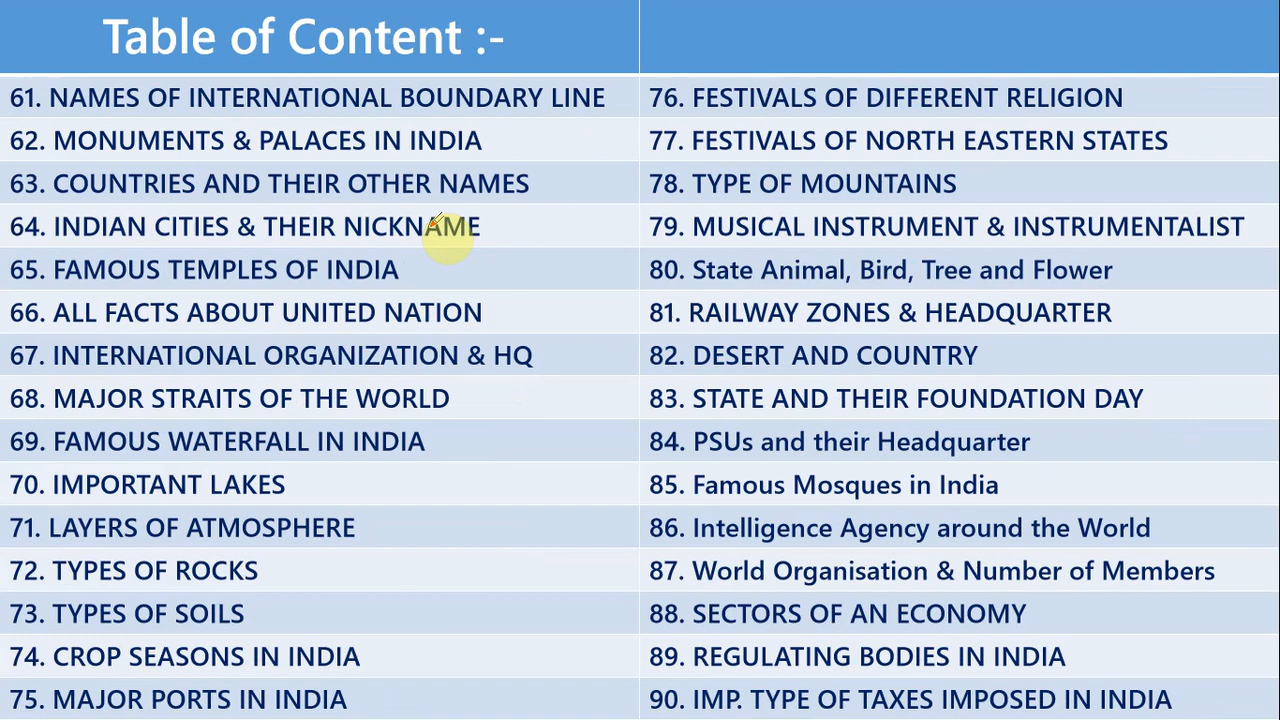 Table of Content :-
61. NAMES OF INTERNATIONAL BOUNDARY LINE
62. MONUMENTS & PALACES IN INDIA
63. COUNTRIES AND THEIR OTHER NAMES
64. INDIAN CITIES & THEIR NICKNAME
65. FAMOUS TEMPLES OF INDIA
66. ALL FACTS ABOUT UNITED NATION
67. INTERNATIONAL ORGANIZATION & HQ
68. MAJOR STRAITS OF THE WORLD
69. FAMOUS WATERFALL IN INDIA
70. IMPORTANT LAKES
71. LAYERS OF ATMOSPHERE
72. TYPES OF ROCKS
73. TYPES OF SOILS
74. CROP SEASONS IN INDIA
75. MAJOR PORTS IN INDIA
76. FESTIVALS OF DIFFERENT RELIGION
77. FESTIVALS OF NORTH EASTERN STATES
78. TYPE OF MOUNTAINS
79. MUSICAL INSTRUMENT & INSTRUMENTALIST
80. State Animal, Bird, Tree and Flower
81. RAILWAY ZONES & HEADQUARTER
82. DESERT AND COUNTRY
83. STATE AND THEIR FOUNDATION DAY
84. PSUs and their Headquarter
85. Famous Mosques in India
86. Intelligence Agency around the World
87. World Organisation & Number of Members
88. SECTORS OF AN ECONOMY
89. REGULATING BODIES IN INDIA
90. IMP. TYPE OF TAXES IMPOSED IN INDIA